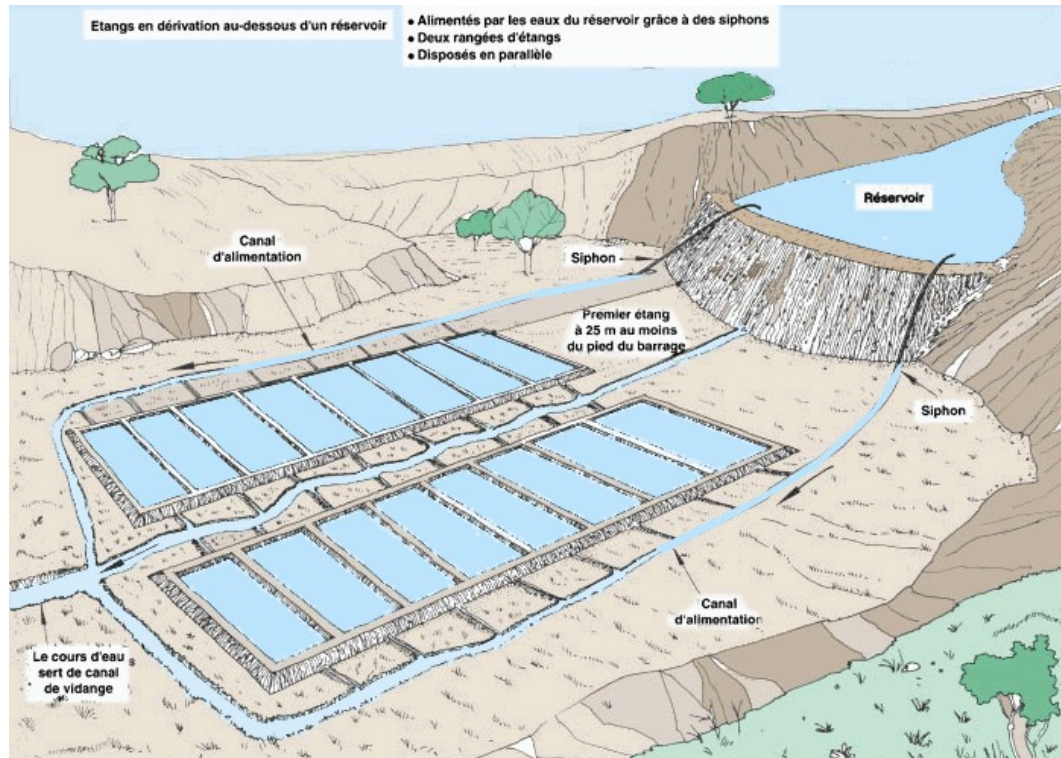 Etangs en dérivation au-dessous d'un réservoir
● Alimentés par les eaux du réservoir grâce à des siphons
● Deux rangées d'étangs
● Disposés en parallèle
Réservoir
Canal
d'alimentation
Siphon
Premier étang
à 25 m au moins
du pied du barrage
Siphon
Canal
d'alimentation
Le cours d'eau
sert de canal
de vidange